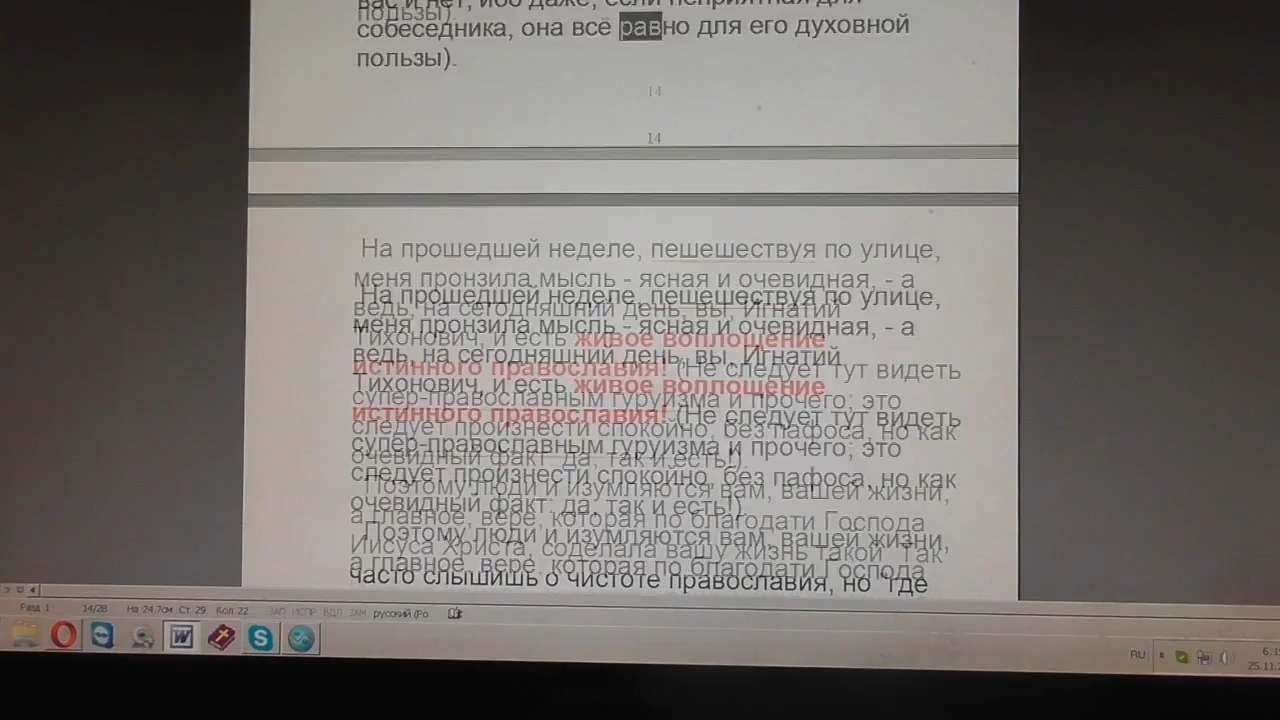 вас и нет, ибо даже, если неприятная для
собеседника, она всё равно для его духовной
пользы).
14
14
На прошедшей неделе, пешешествуя по улице,
меня пронзила мысль - ясная и очевидная, - а
ведь, на сегодняшний день, вы, Игнатий
Тихонович, и есть живое воплощение
истинного православия! (Не следует тут видеть
супер-православным гуруизма и прочего; это
следует произнести спокойно, без пафоса, но как
очевидный факт: да, так и есть!).
Поэтому люди и изумляются вам, вашей жизни,
а главное, вере, которая по благодати Господа
Иисуса Христа, соделала вашу жизнь такой. Так
часто слышишь о чистоте православия, но "где
Разд 1 14/28 На 24,7см Ст 29 Кол 22 ЗАП ИСПР ВДЛ ЗАМ русский (Ро
RU
25.11.2